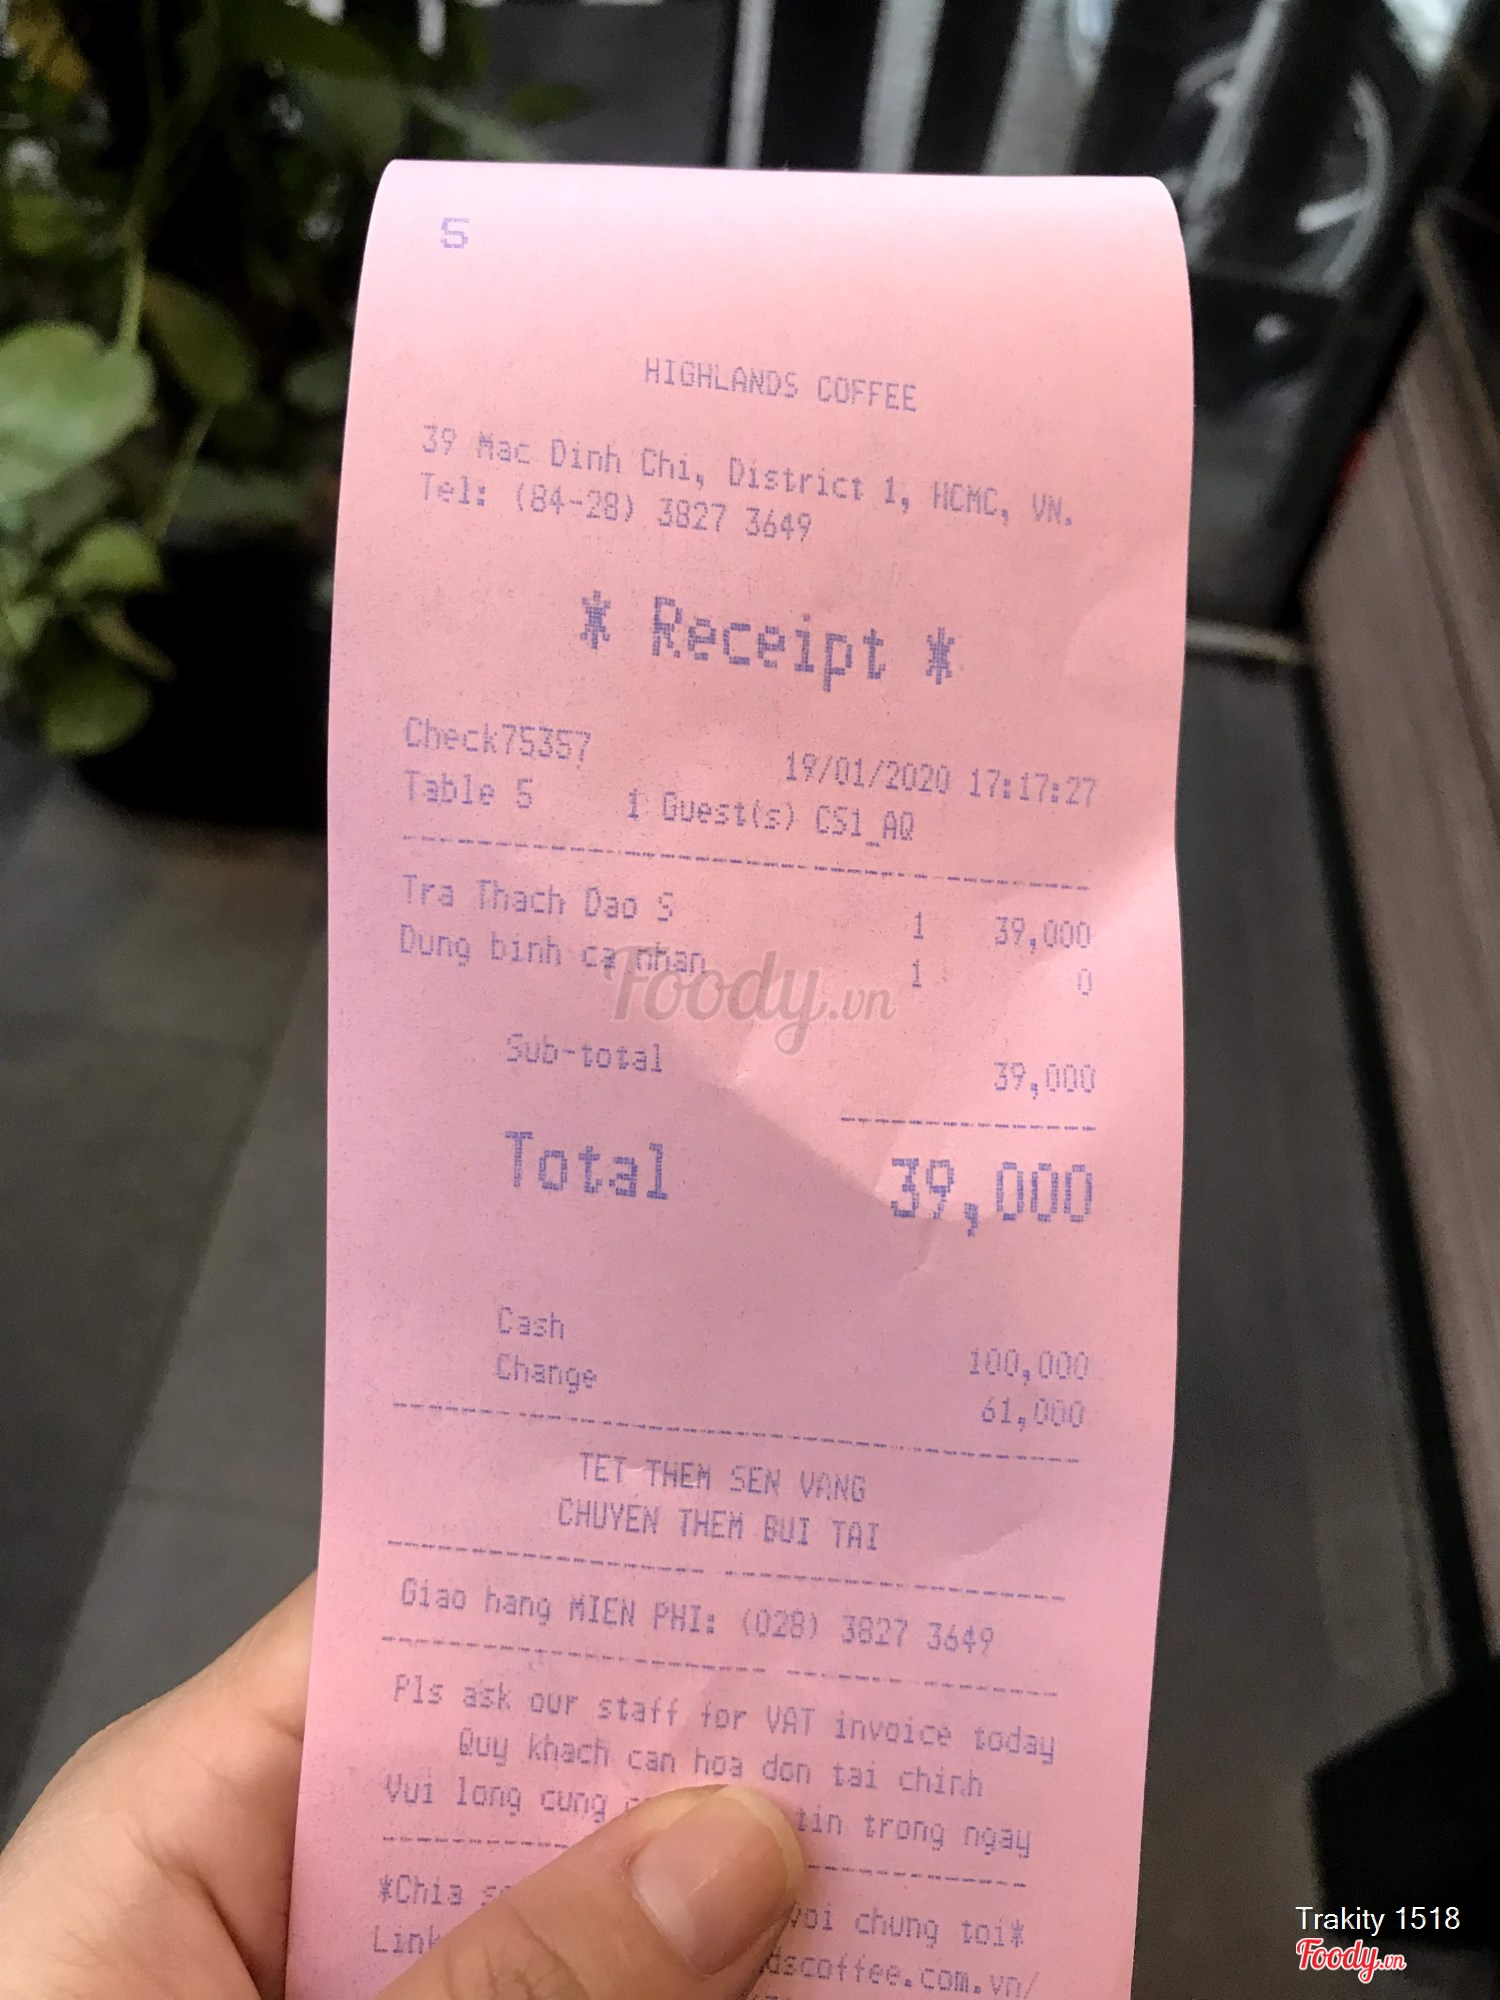 5
HIGHLANDS COFFEE
39 Mac Dinh Chi, District 1, HCMC, VN.
Tel: (84-28) 3827 3649
* Receipt *
Check75357 19/01/2020 17:17:27
Table 5 1 Guest(s) CS1_AQ
Tra Thach Dao S 1 39,000
Dung binh ca nhan 1 0
Foody.vn
Sub-total 39,000
Total 39,000
Cash 100,000
Change 61,000
TET THEM SEN VANG
CHUYEN THEM BUI TAI
Giao hang MIEN PHI: (028) 3827 3649
Pls ask our staff for VAT invoice today
Quy khach can hoa don tai chinh
Vui long cung tin trong ngay
*Chia voi chung toi*
Link dscoffee.com.vn/
Trakity 1518
Foody.vn